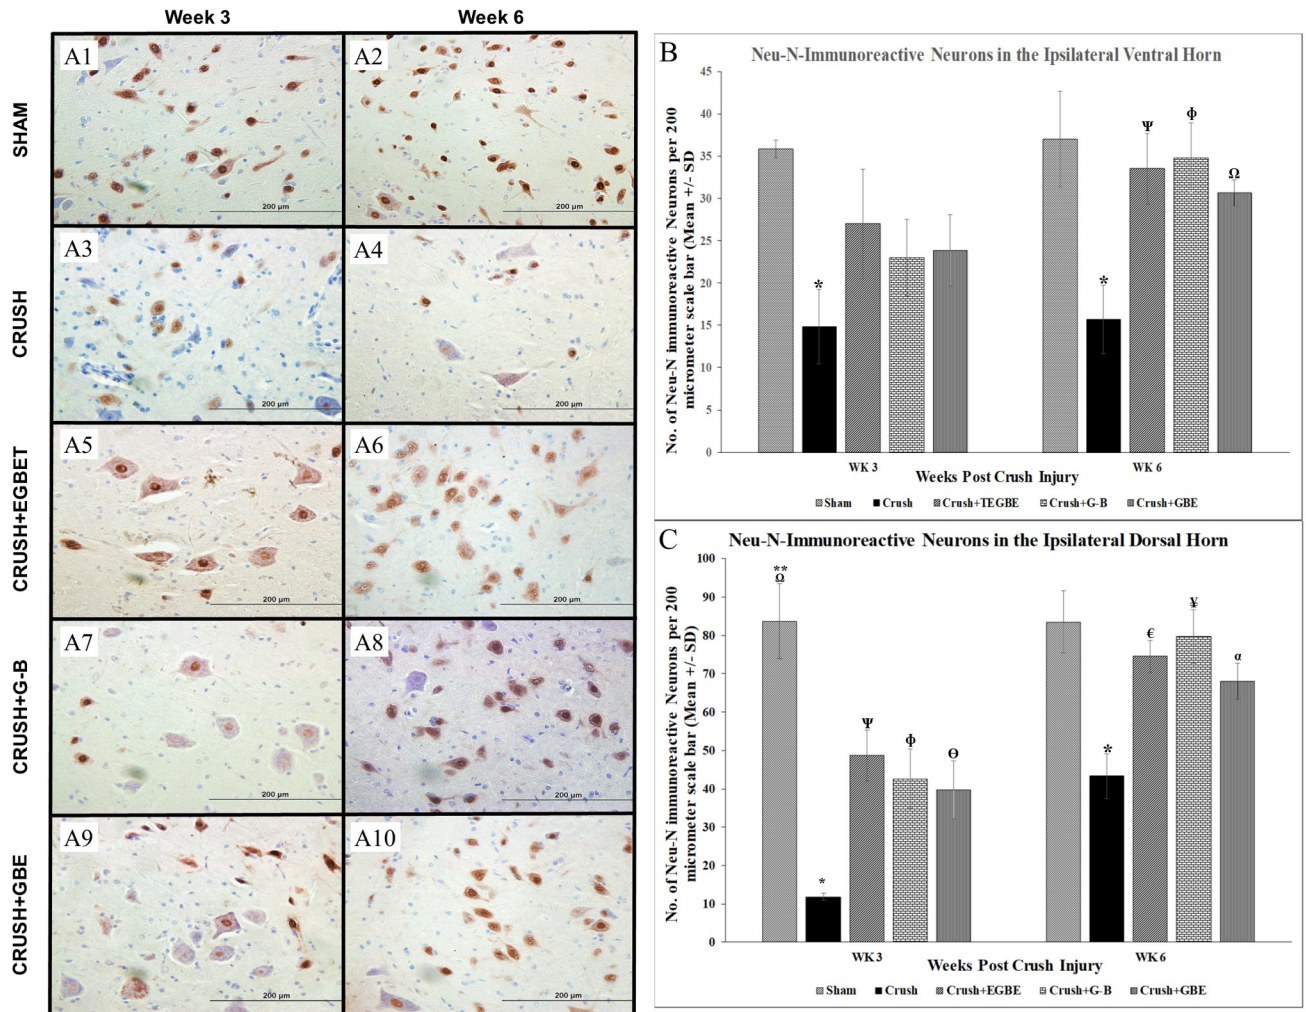 Week 3
Week 6
SHAM
CRUSH
CRUSH+EGBET
CRUSH+G-B
CRUSH+GBE
A1
200 µm
A2
200 µm
A3
200 µm
A4
200 µm
A5
200 µm
A6
200 µm
A7
200 µm
A8
200 µm
A9
200 µm
A10
200 µm
B
Neu-N-Immunoreactive Neurons in the Ipsilateral Ventral Horn
No. of Neu-N immunoreactive Neurons per 200
micrometer scale bar (Mean +/- SD)
45
40
35
30
25
20
15
10
5
0
*
*
Ψ
ϕ
Ω
WK 3
WK 6
Weeks Post Crush Injury
Sham
Crush
Crush+TEGBE
Crush+G-B
Crush+GBE
C
Neu-N-Immunoreactive Neurons in the Ipsilateral Dorsal Horn
No. of Neu-N immunoreactive Neurons per 200
micrometer scale bar (Mean +/- SD)
100
90
80
70
60
50
40
30
20
10
0
**
Ω
*
Ψ
ϕ
Ө
*
€
¥
α
WK 3
WK 6
Weeks Post Crush Injury
Sham
Crush
Crush+EGBE
Crush+G-B
Crush+GBE